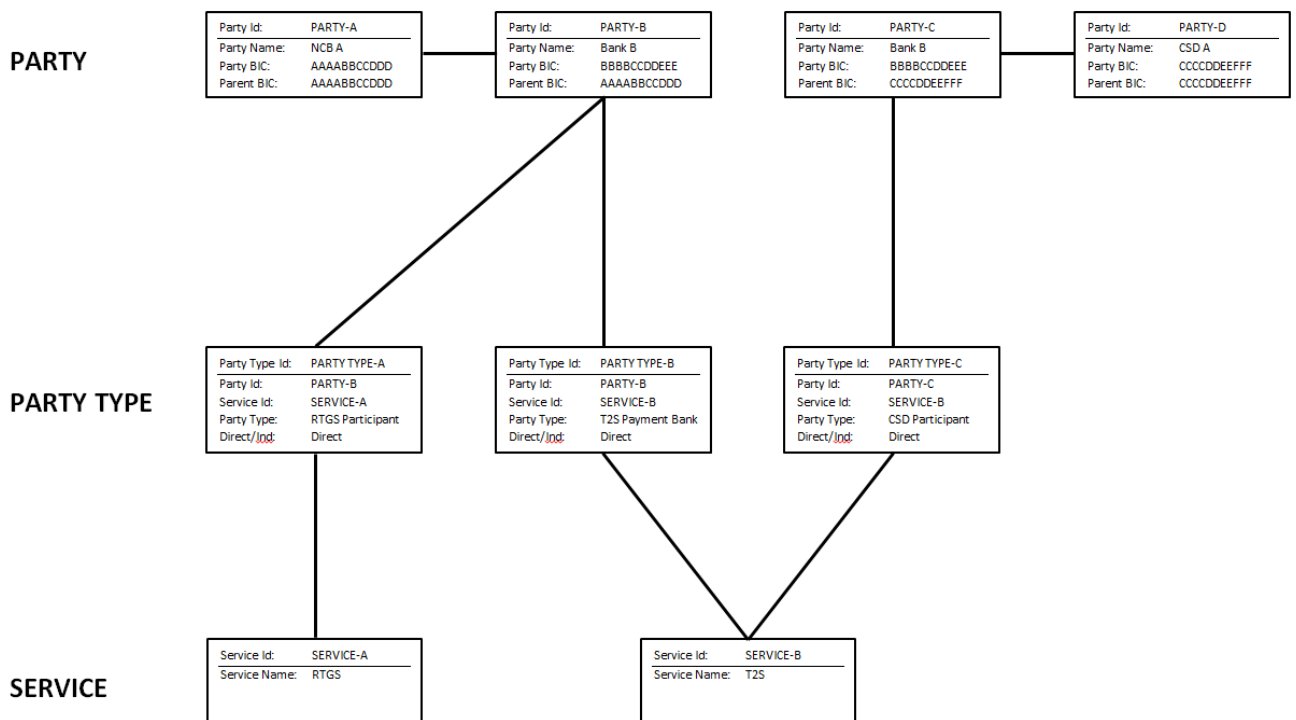 PARTY
Party Id: PARTY-A
Party Name: NCB A
Party BIC: AAAABBCCDDD
Parent BIC: AAAABBCCDDD
Party Id: PARTY-B
Party Name: Bank B
Party BIC: BBBBCCDDEEE
Parent BIC: AAAABBCCDDD
Party Id: PARTY-C
Party Name: Bank B
Party BIC: BBBBCCDDEEE
Parent BIC: CCCCDDEEFFF
Party Id: PARTY-D
Party Name: CSD A
Party BIC: CCCCDDEEFFF
Parent BIC: CCCCDDEEFFF
PARTY TYPE
Party Type Id: PARTY TYPE-A
Party Id: PARTY-B
Service Id: SERVICE-A
Party Type: RTGS Participant
Direct/Ind: Direct
Party Type Id: PARTY TYPE-B
Party Id: PARTY-B
Service Id: SERVICE-B
Party Type: T2S Payment Bank
Direct/Ind: Direct
Party Type Id: PARTY TYPE-C
Party Id: PARTY-C
Service Id: SERVICE-B
Party Type: CSD Participant
Direct/Ind: Direct
SERVICE
Service Id: SERVICE-A
Service Name: RTGS
Service Id: SERVICE-B
Service Name: T2S